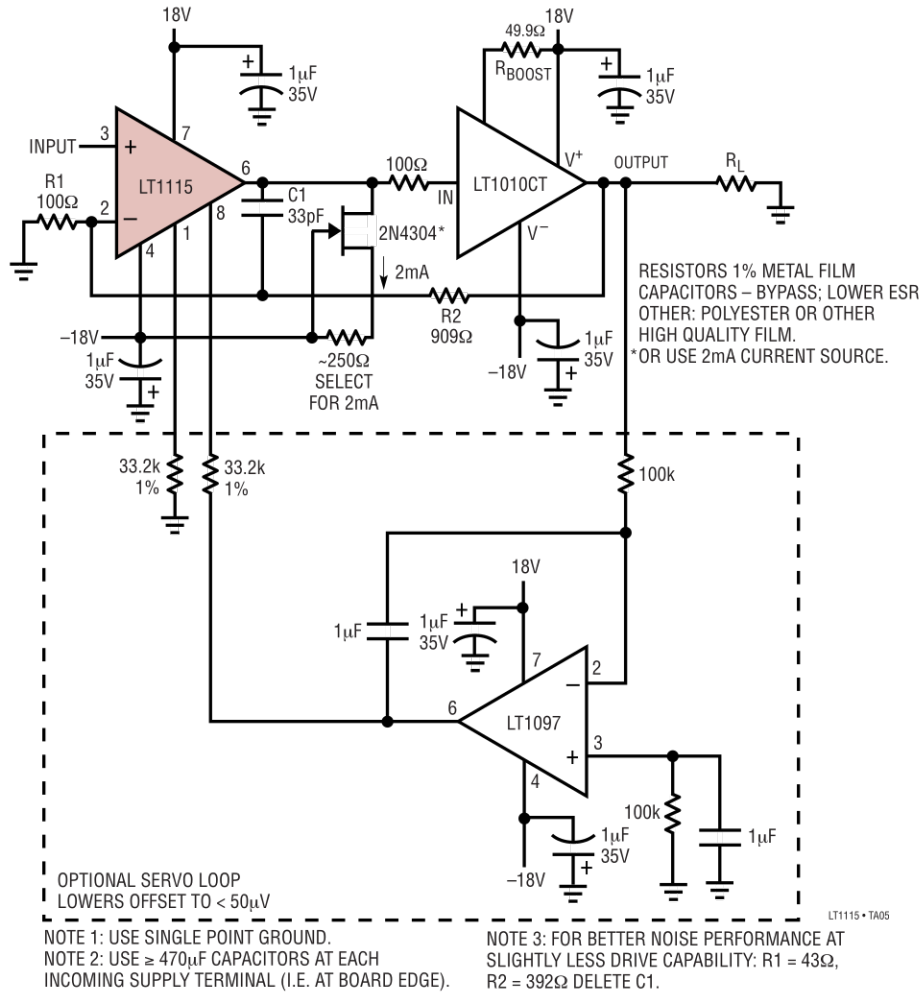 18V
+
1µF
35V
INPUT
3
+
7
LT1115
6
R1
100Ω
2
–
8
1
4
C1
33pF
100Ω
IN
49.9Ω
RBOOST
18V
+
1µF
35V
LT1010CT
V+
V–
OUTPUT
RL
2N4304*
2mA
R2
909Ω
–18V
1µF
35V
+
~250Ω
SELECT
FOR 2mA
–18V
1µF
35V
+
RESISTORS 1% METAL FILM
CAPACITORS – BYPASS; LOWER ESR
OTHER: POLYESTER OR OTHER
HIGH QUALITY FILM.
*OR USE 2mA CURRENT SOURCE.
33.2k
1%
33.2k
1%
100k
1µF
18V
+
1µF
35V
7
2
–
6
LT1097
3
+
4
100k
1µF
–18V
1µF
35V
+
OPTIONAL SERVO LOOP
LOWERS OFFSET TO < 50µV
LT1115 • TA05
NOTE 1: USE SINGLE POINT GROUND.
NOTE 2: USE ≥ 470µF CAPACITORS AT EACH
INCOMING SUPPLY TERMINAL (I.E. AT BOARD EDGE).
NOTE 3: FOR BETTER NOISE PERFORMANCE AT
SLIGHTLY LESS DRIVE CAPABILITY: R1 = 43Ω,
R2 = 392Ω DELETE C1.